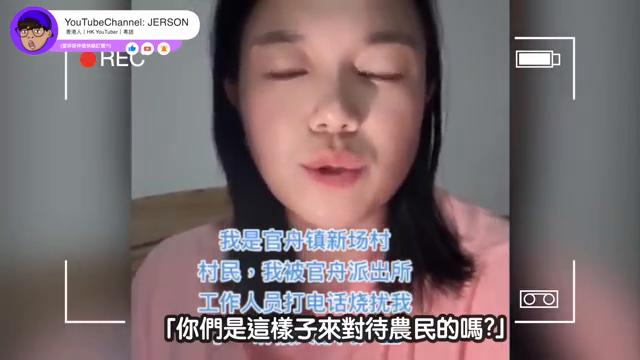 YouTubeChannel: JERSON
香港人｜HK YouTuber｜粵語
REC
我是官舟镇新场村
村民，我被官舟派出所
工作人员打电话烧扰我
「你們是這樣子來對待農民的嗎?」